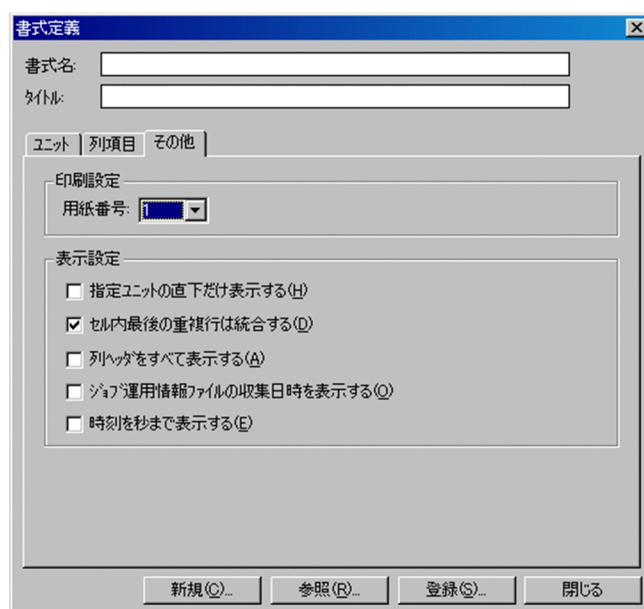 書式定義
書式名:
ﾀｲﾄﾙ:
ﾕﾆｯﾄ 列項目 その他
印刷設定
用紙番号: 1
表示設定
指定ﾕﾆｯﾄの直下だけ表示する(H)
セル内最後の重複行は統合する(D)
列ﾍｯﾀﾞをすべて表示する(A)
ｼﾞｮﾌﾞ運用情報ﾌｧｲﾙの収集日時を表示する(O)
時刻を秒まで表示する(E)
新規(C)... 参照(R)... 登録(S)... 閉じる